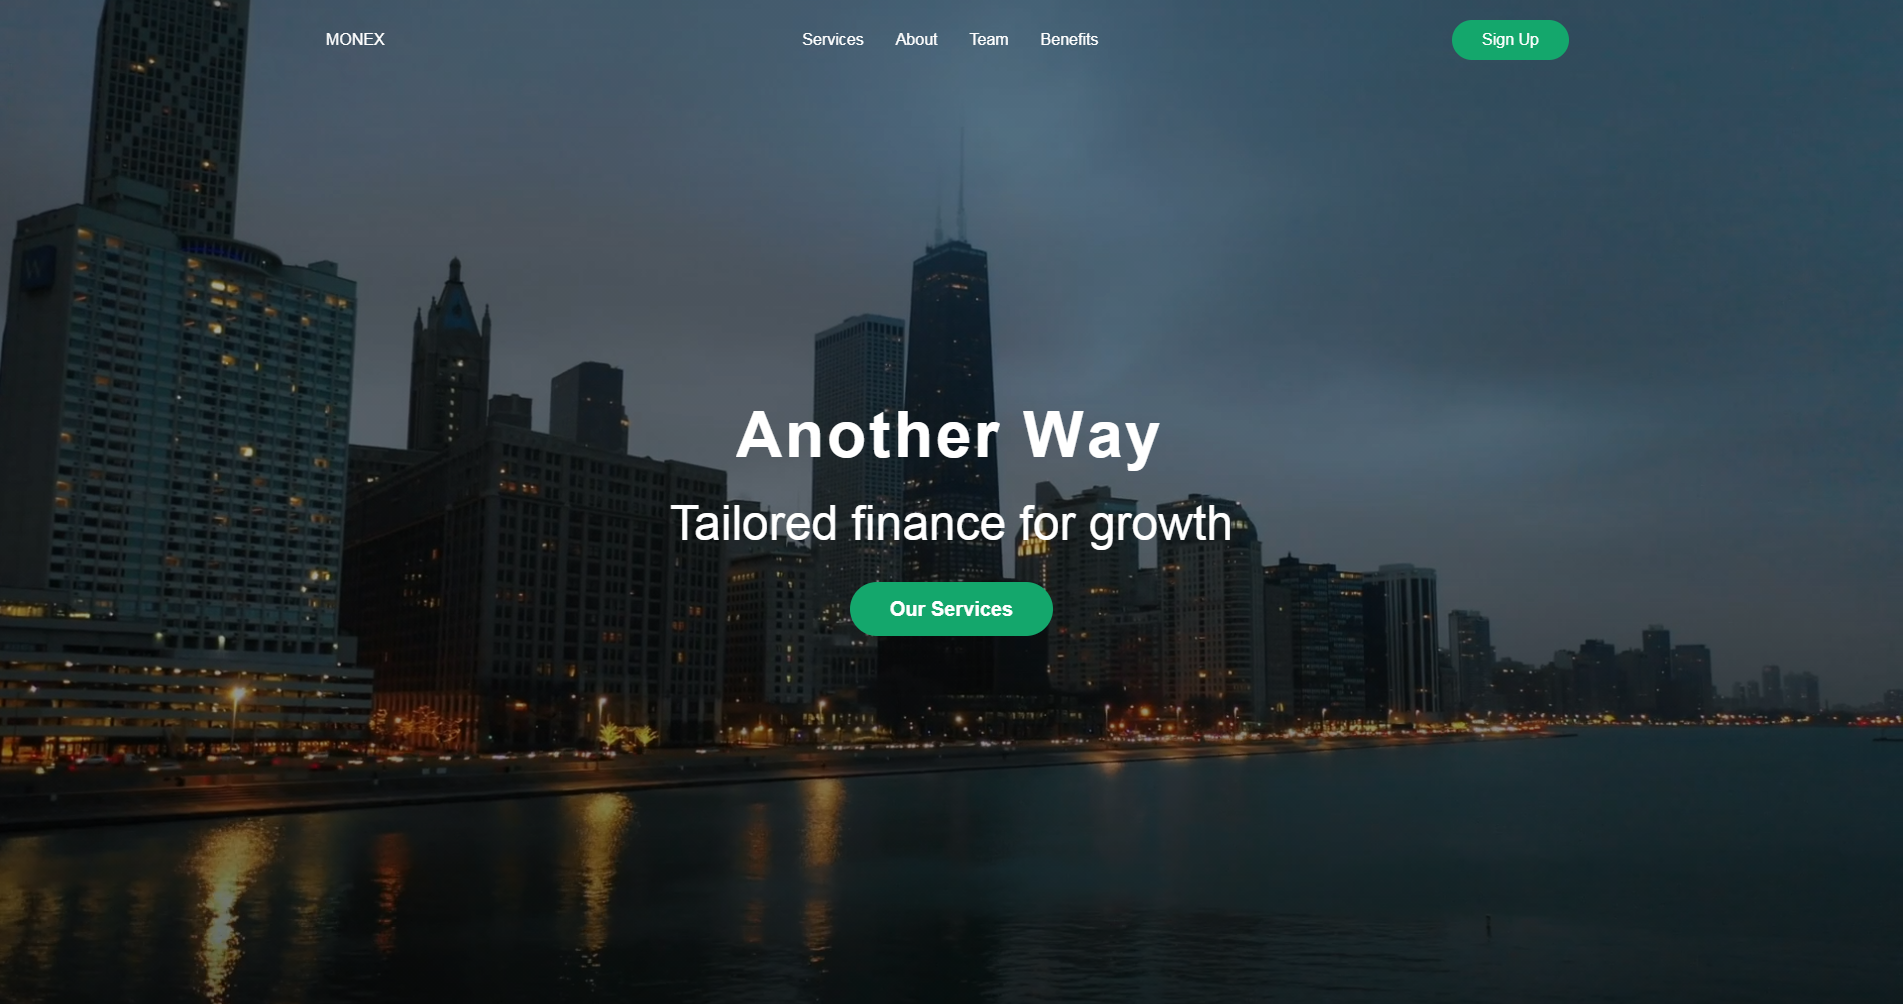 MONEX
Services About Team Benefits
Sign Up
W
Another Way
Tailored finance for growth
Our Services